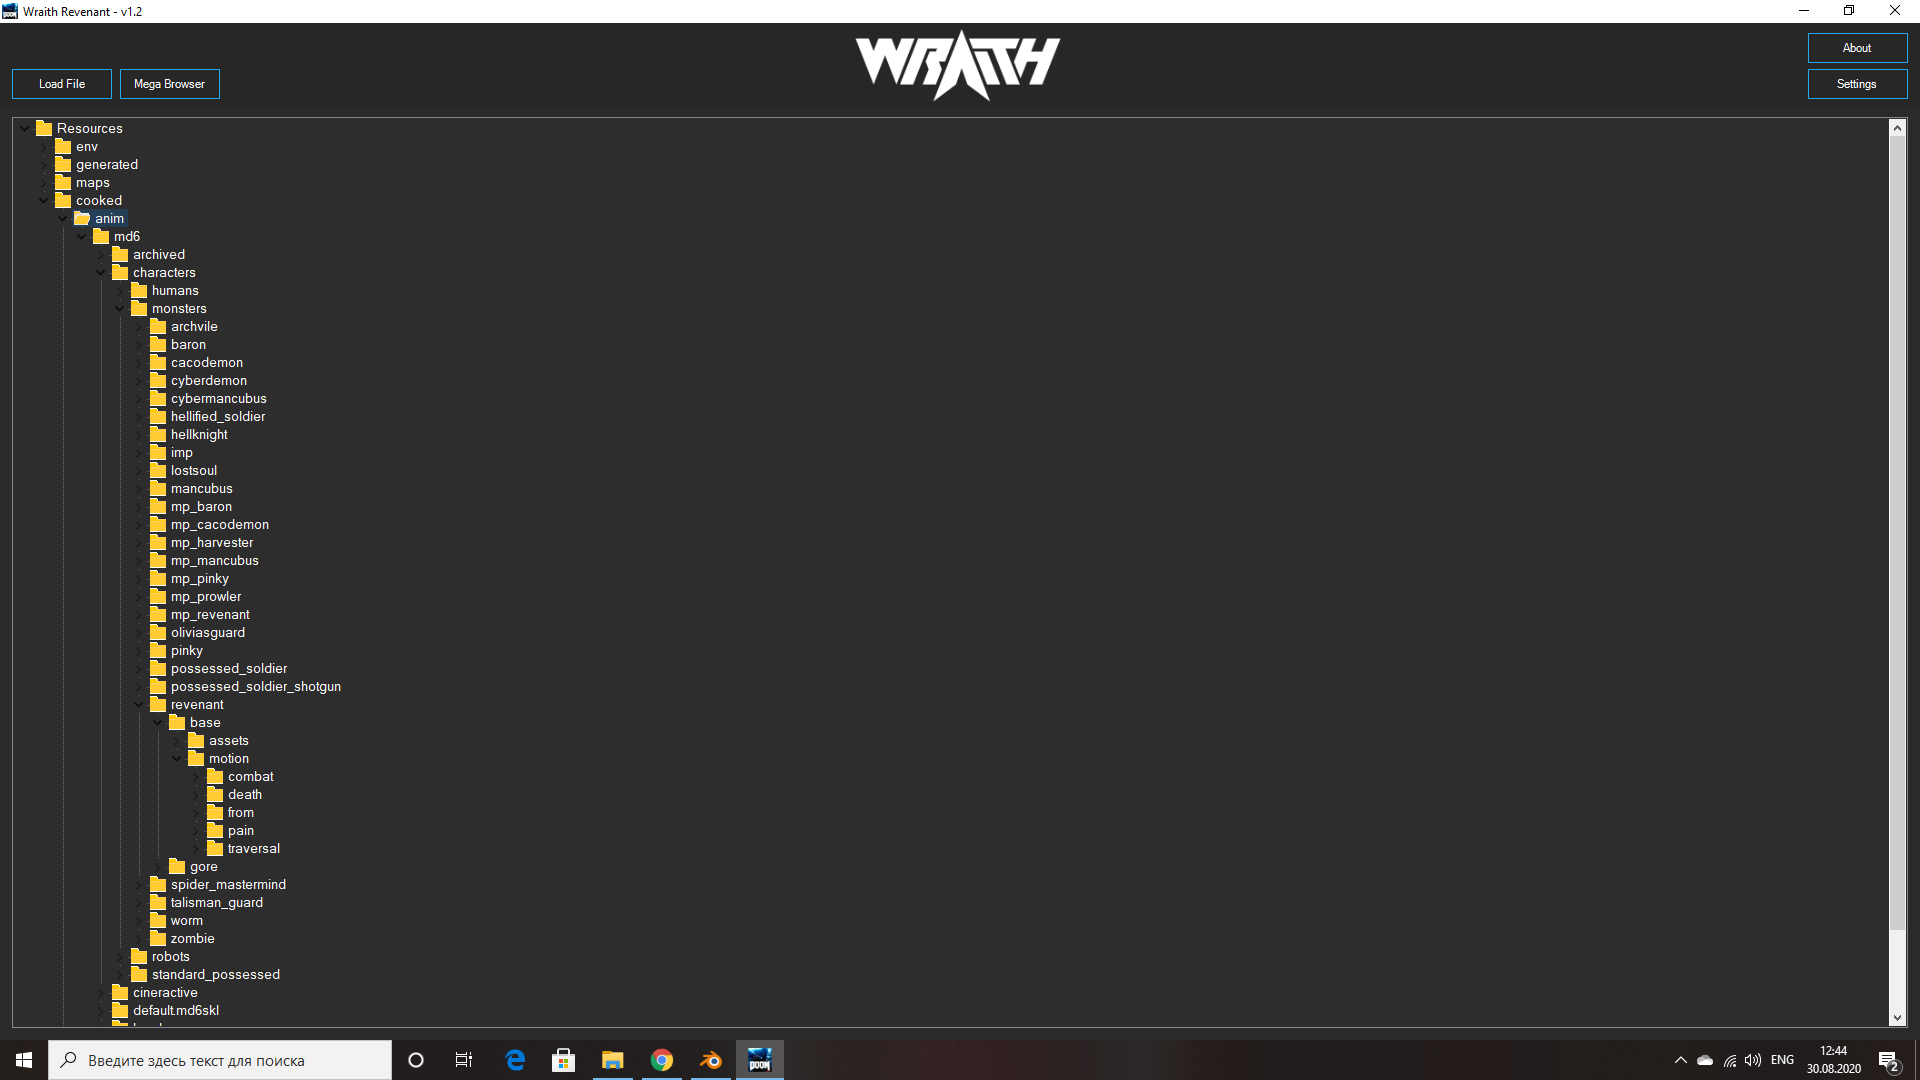 Wraith Revenant - v1.2
WRAITH
About
Load File
Mega Browser
Settings
Resources
env
generated
maps
cooked
anim
md6
archived
characters
humans
monsters
archvile
baron
cacodemon
cyberdemon
cybermancubus
hellified_soldier
hellknight
imp
lostsoul
mancubus
mp_baron
mp_cacodemon
mp_harvester
mp_mancubus
mp_pinky
mp_prowler
mp_revenant
oliviasguard
pinky
possessed_soldier
possessed_soldier_shotgun
revenant
base
assets
motion
combat
death
from
pain
traversal
gore
spider_mastermind
talisman_guard
worm
zombie
robots
standard_possessed
cineractive
default.md6skl
Введите здесь текст для поиска
DOOM
ENG
12:44
30.08.2020
2